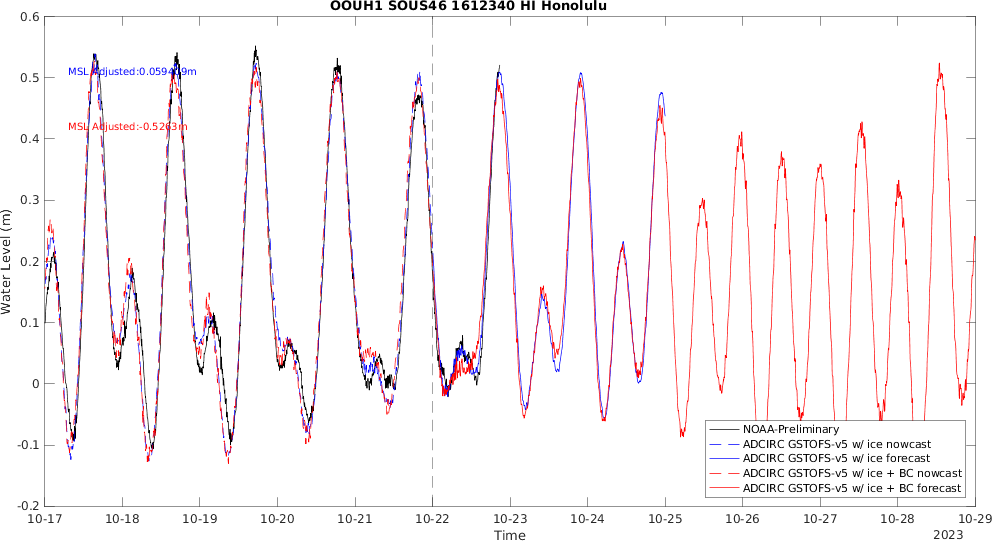 OOUH1 SOUS46 1612340 HI Honolulu
0.6
0.5
0.4
0.3
0.2
0.1
0
-0.1
-0.2
Water Level (m)
MSL Adjusted:-0.5263m
NOAA-Preliminary
ADCIRC GSTOFS-v5 w/ ice nowcast
ADCIRC GSTOFS-v5 w/ ice forecast
ADCIRC GSTOFS-v5 w/ ice + BC nowcast
ADCIRC GSTOFS-v5 w/ ice + BC forecast
10-17 10-18 10-19 10-20 10-21 10-22 10-23 10-24 10-25 10-26 10-27 10-28 10-29
Time
2023